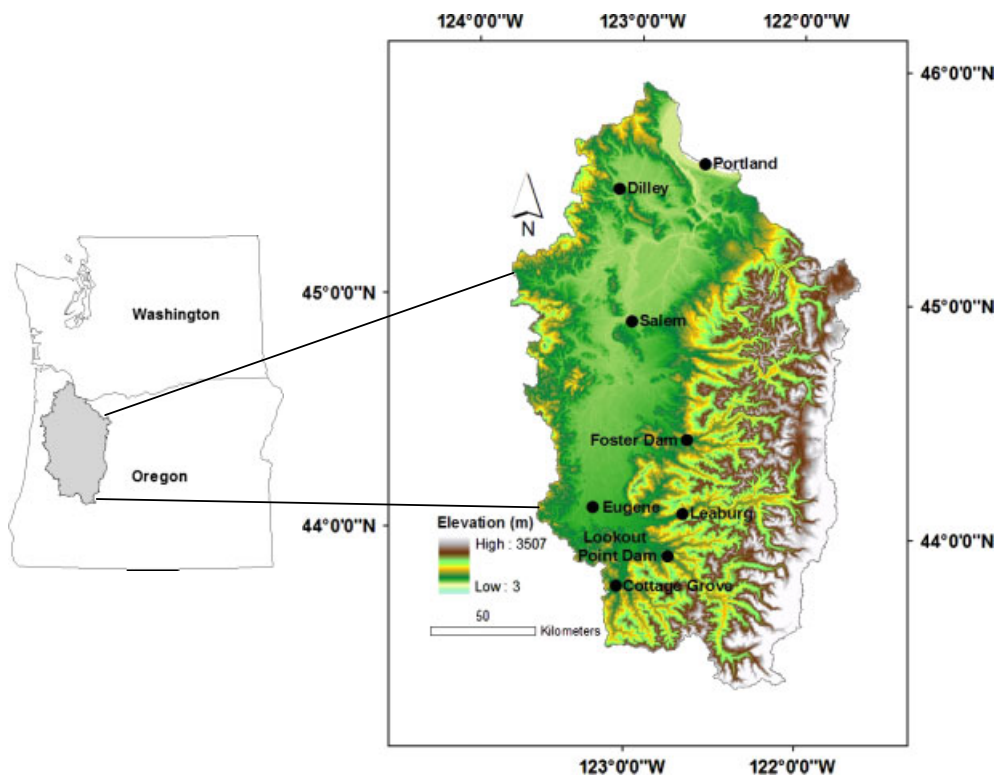 124°0'0"W 123°0'0"W 122°0'0"W
46°0'0"N
Portland
Dilley
N
45°0'0"N
45°0'0"N
Washington
Salem
Foster Dam
Oregon
Eugene
Leaburg
44°0'0"N
Elevation (m)
High : 3507
Low : 3
Lookout
Point Dam
44°0'0"N
Cottage Grove
50
Kilometers
123°0'0"W 122°0'0"W